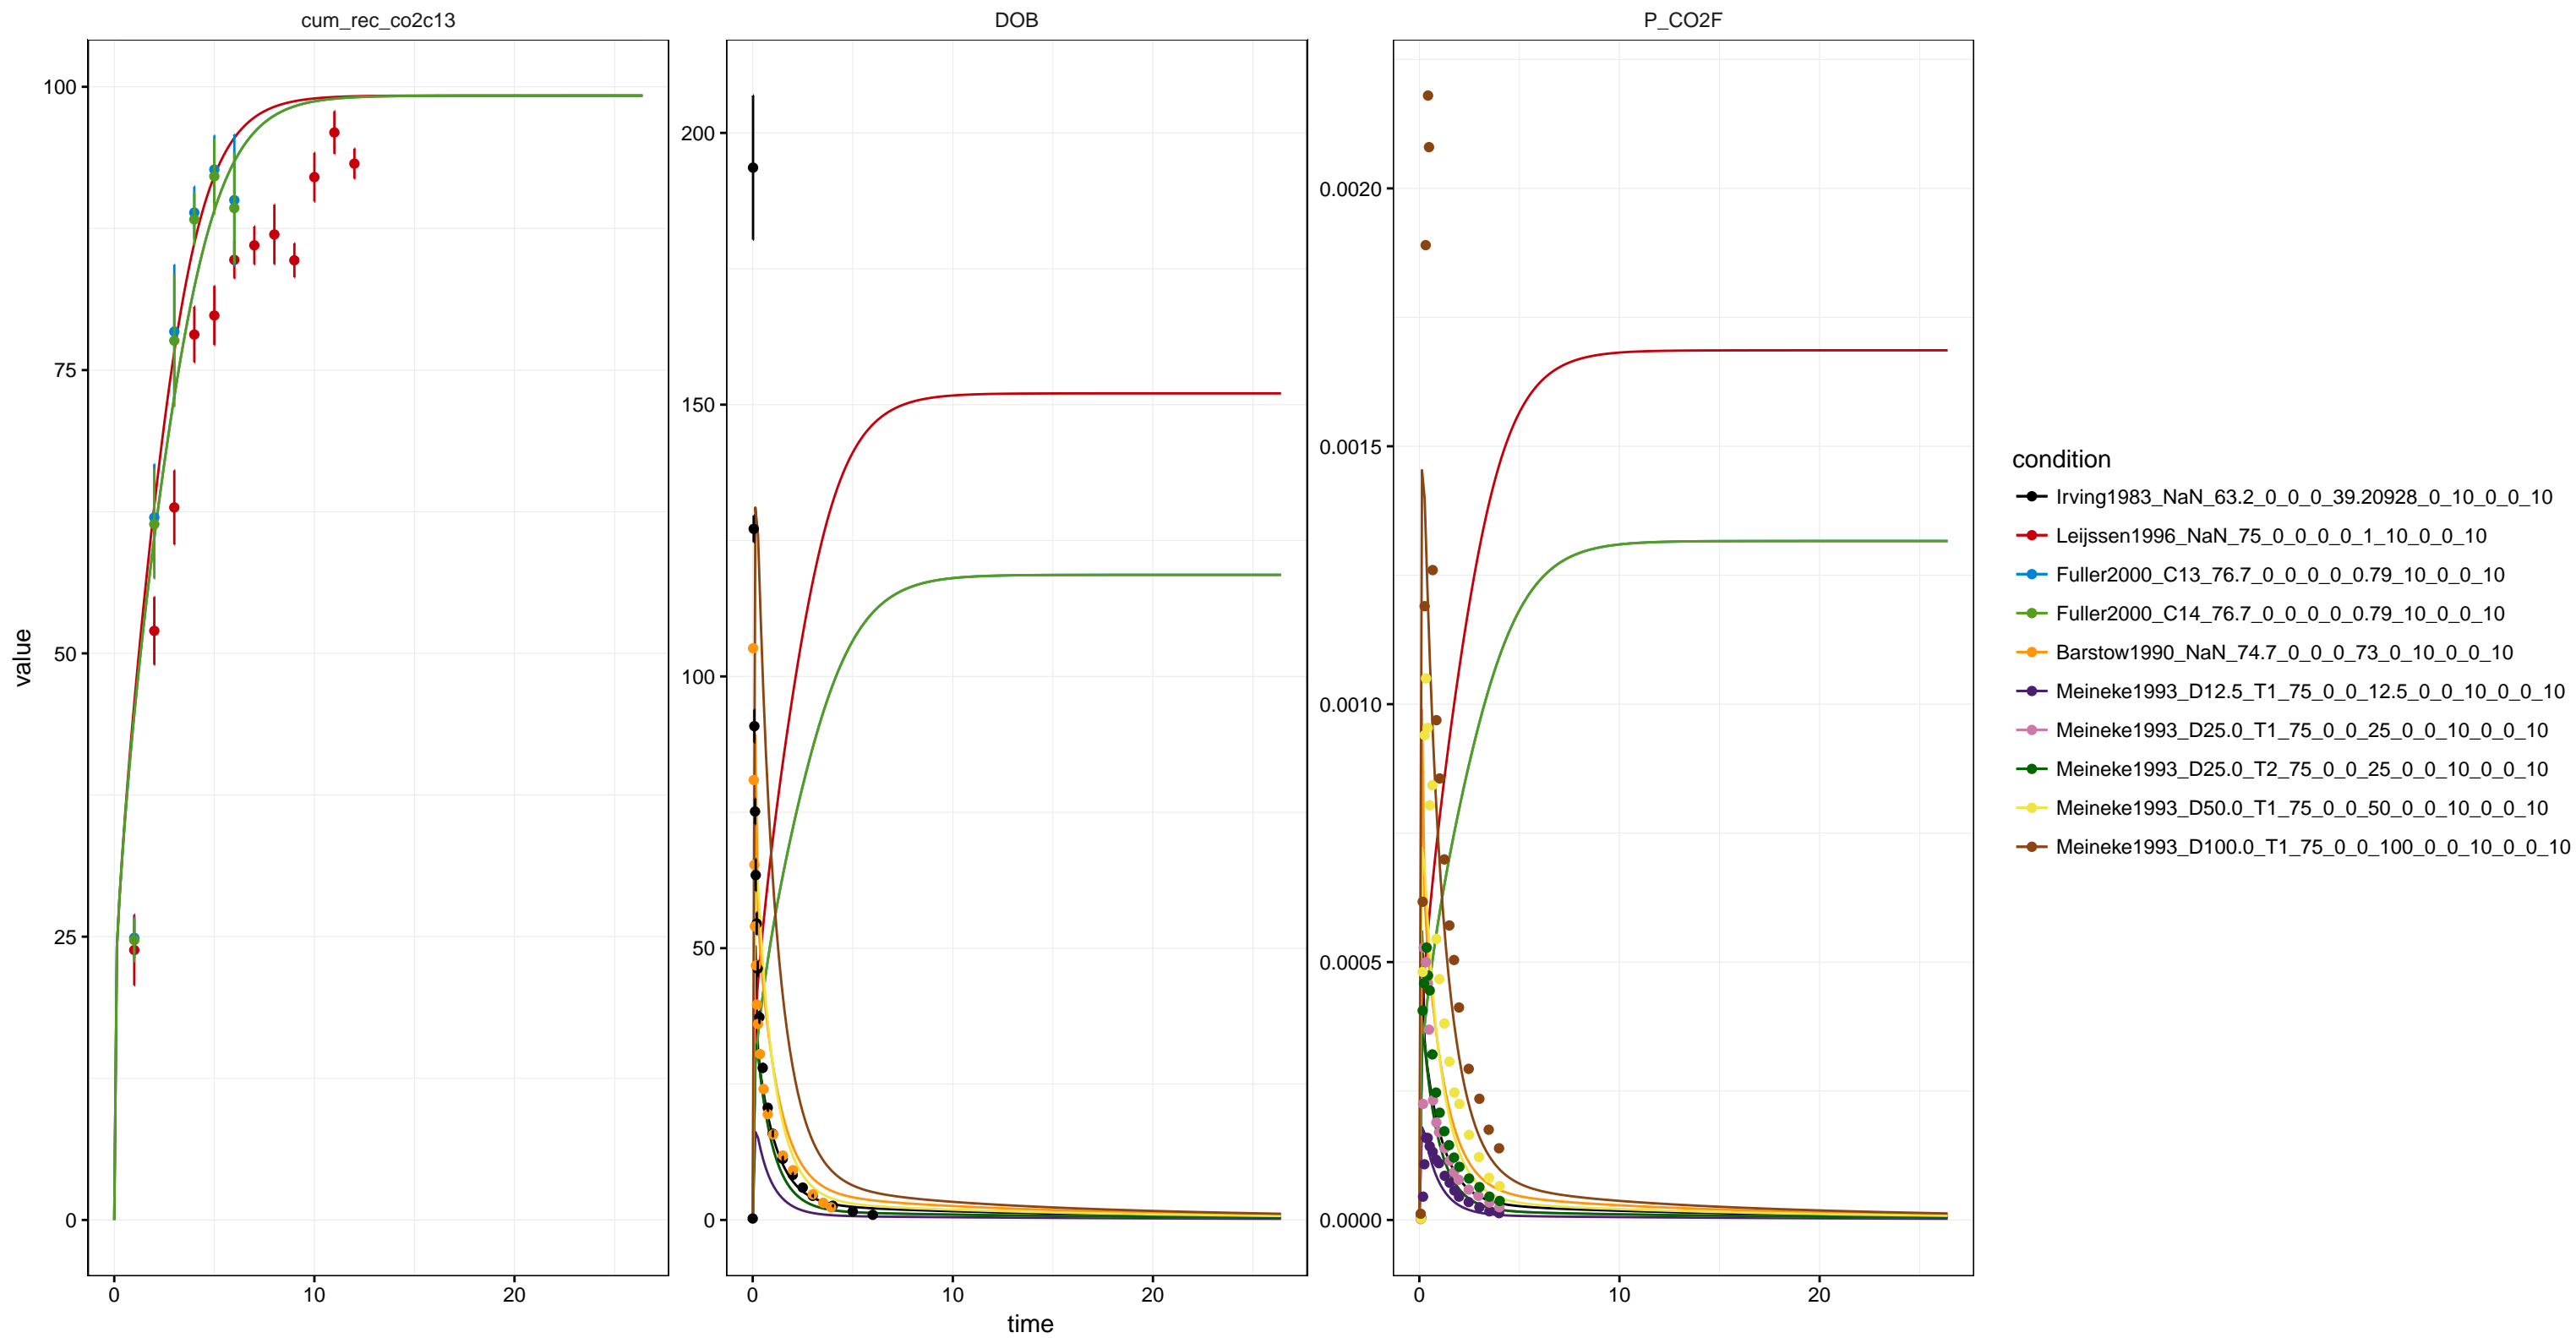 cum_rec_co2c13
DOB
P_CO2F
value
100
75
50
25
0
200
150
100
50
0
0.0020
0.0015
0.0010
0.0005
0.0000
0 10 20
0 10 20
0 10 20
time
condition
Irving1983_NaN_63.2_0_0_0_39.20928_0_10_0_0_10
Leijssen1996_NaN_75_0_0_0_0_1_10_0_0_10
Fuller2000_C13_76.7_0_0_0_0_0.79_10_0_0_10
Fuller2000_C14_76.7_0_0_0_0_0.79_10_0_0_10
Barstow1990_NaN_74.7_0_0_0_73_0_10_0_0_10
Meineke1993_D12.5_T1_75_0_0_12.5_0_0_10_0_0_10
Meineke1993_D25.0_T1_75_0_0_25_0_0_10_0_0_10
Meineke1993_D25.0_T2_75_0_0_25_0_0_10_0_0_10
Meineke1993_D50.0_T1_75_0_0_50_0_0_10_0_0_10
Meineke1993_D100.0_T1_75_0_0_100_0_0_10_0_0_10